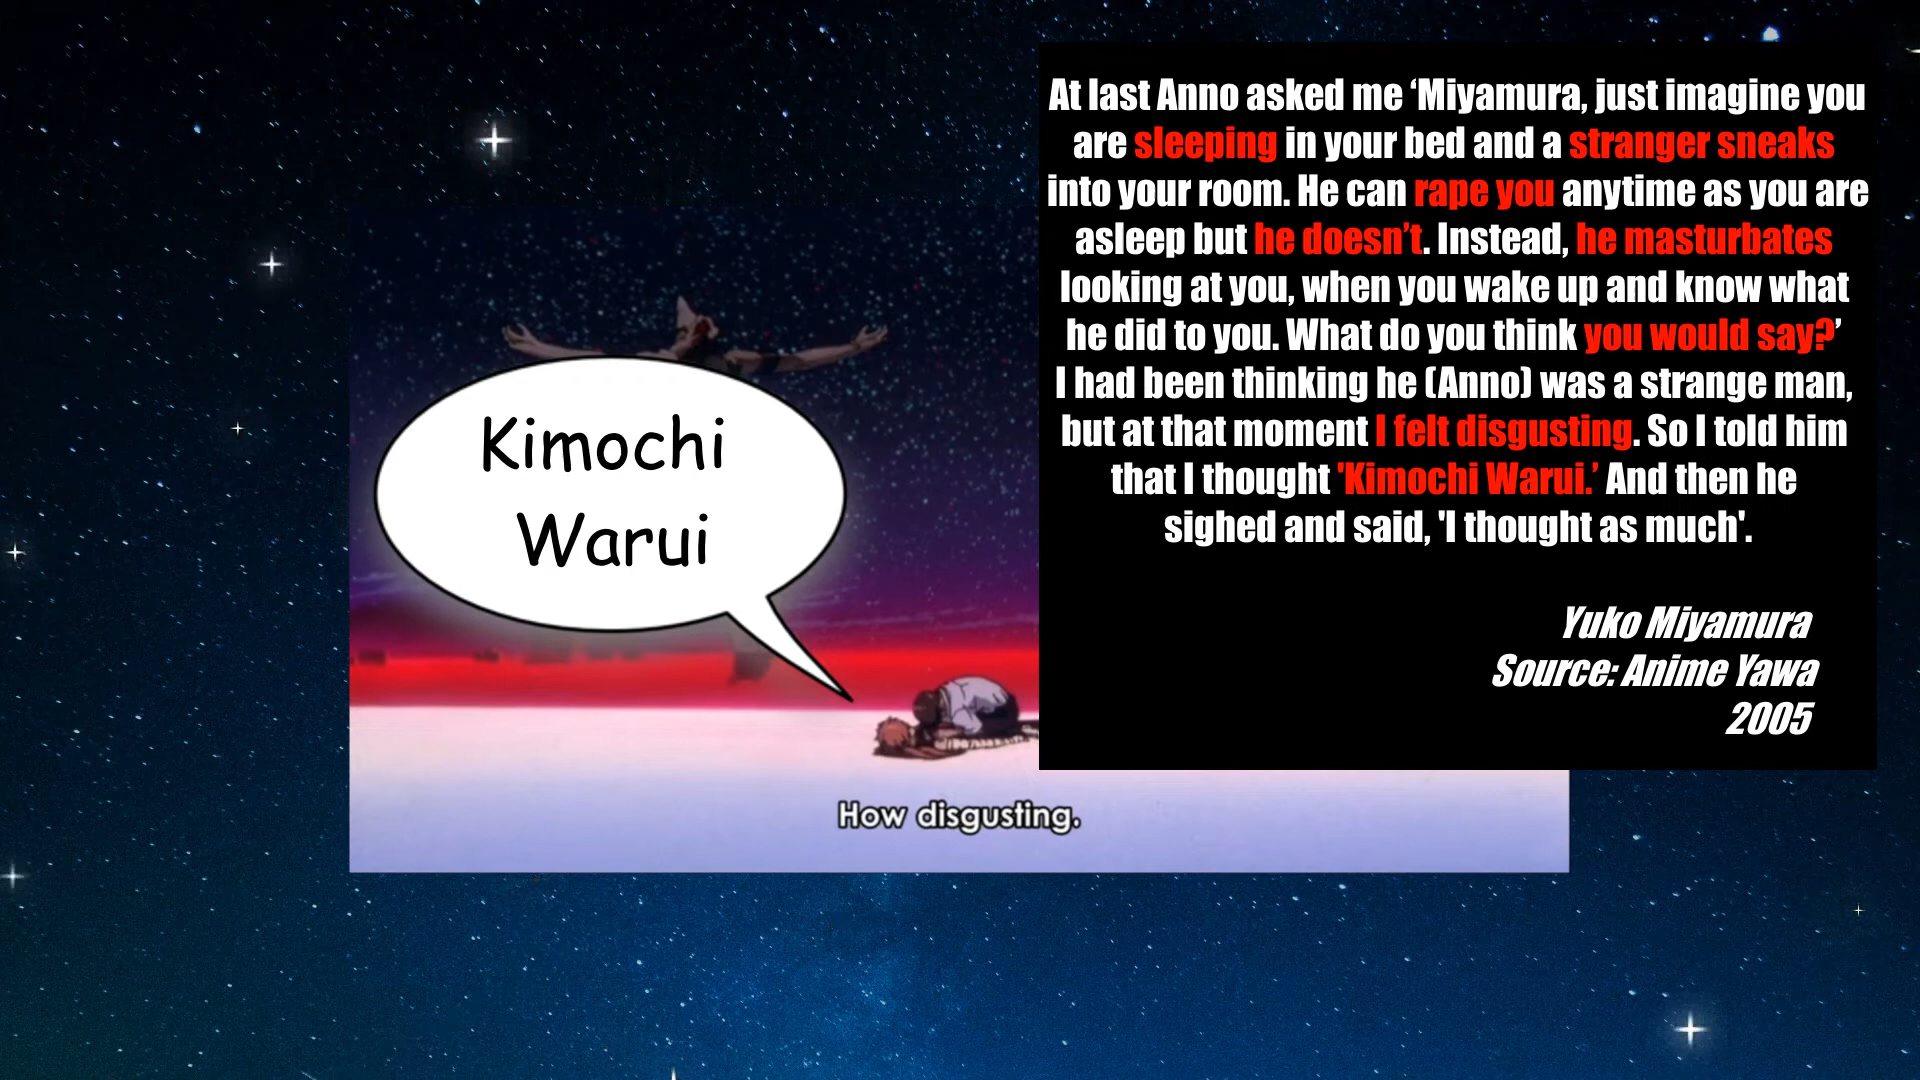 At last Anno asked me ‘Miyamura, just imagine you
are sleeping in your bed and a stranger sneaks
into your room. He can rape you anytime as you are
asleep but he doesn’t. Instead, he masturbates
looking at you, when you wake up and know what
he did to you. What do you think you would say?’
I had been thinking he (Anno) was a strange man,
but at that moment I felt disgusting. So I told him
that I thought 'Kimochi Warui.’ And then he
sighed and said, 'I thought as much'.
Yuko Miyamura
Source: Anime Yawa
2005
Kimochi
Warui
How disgusting.